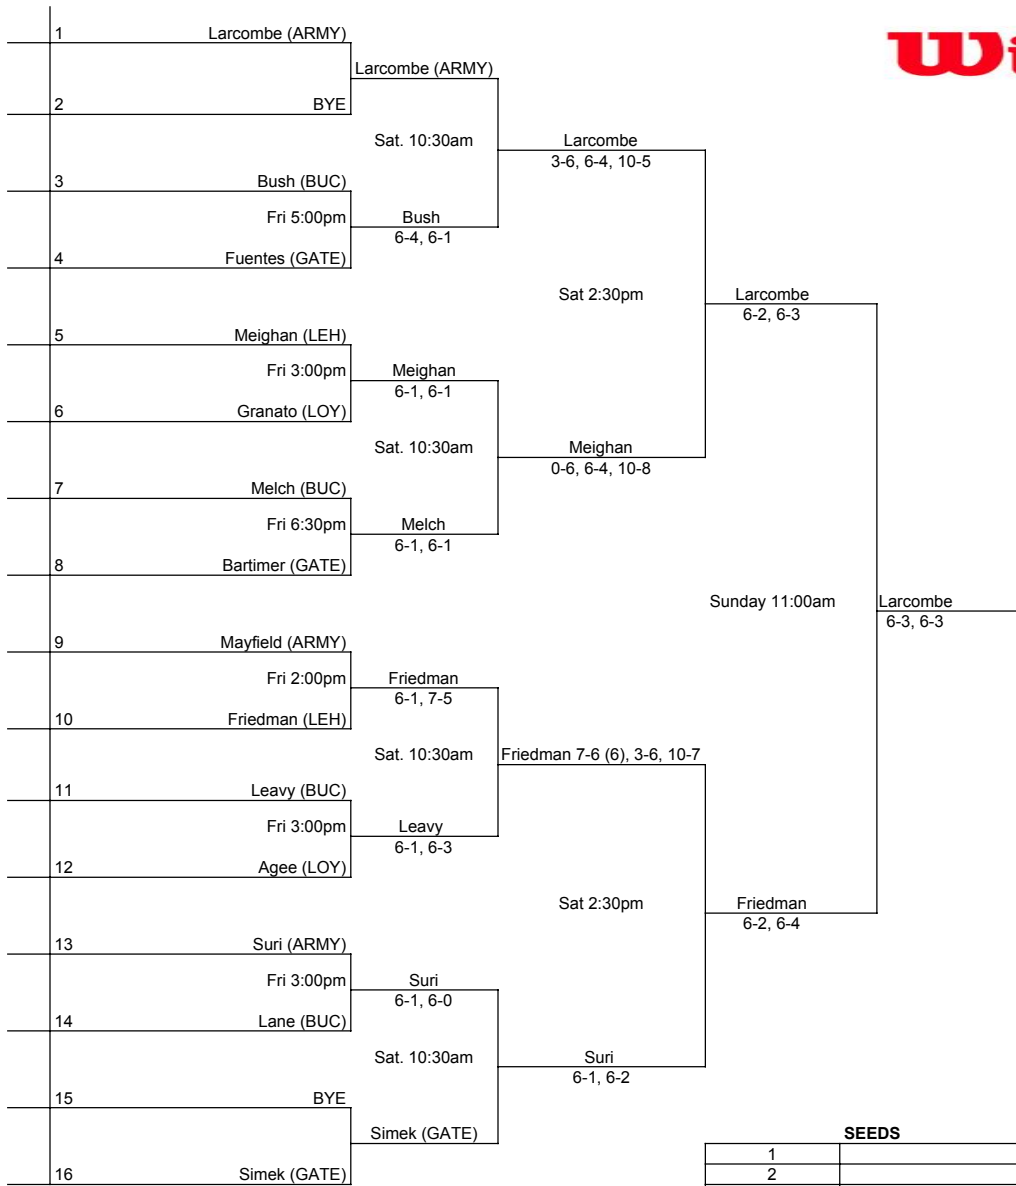 1 Larcombe (ARMY)
Larcombe (ARMY)
2 BYE
Sat. 10:30am
Larcombe
3-6, 6-4, 10-5
3 Bush (BUC)
Fri 5:00pm
Bush
6-4, 6-1
4 Fuentes (GATE)
Sat 2:30pm
Larcombe
6-2, 6-3
5 Meighan (LEH)
Fri 3:00pm
Meighan
6-1, 6-1
6 Granato (LOY)
Sat. 10:30am
Meighan
0-6, 6-4, 10-8
7 Melch (BUC)
Fri 6:30pm
Melch
6-1, 6-1
8 Bartimer (GATE)
Sunday 11:00am
Larcombe
6-3, 6-3
9 Mayfield (ARMY)
Fri 2:00pm
Friedman
6-1, 7-5
10 Friedman (LEH)
Sat. 10:30am
Friedman 7-6 (6), 3-6, 10-7
11 Leavy (BUC)
Fri 3:00pm
Leavy
6-1, 6-3
12 Agee (LOY)
Sat 2:30pm
Friedman
6-2, 6-4
13 Suri (ARMY)
Fri 3:00pm
Suri
6-1, 6-0
14 Lane (BUC)
Sat. 10:30am
Suri
6-1, 6-2
15 BYE
Simek (GATE)
16 Simek (GATE)
SEEDS
1
2